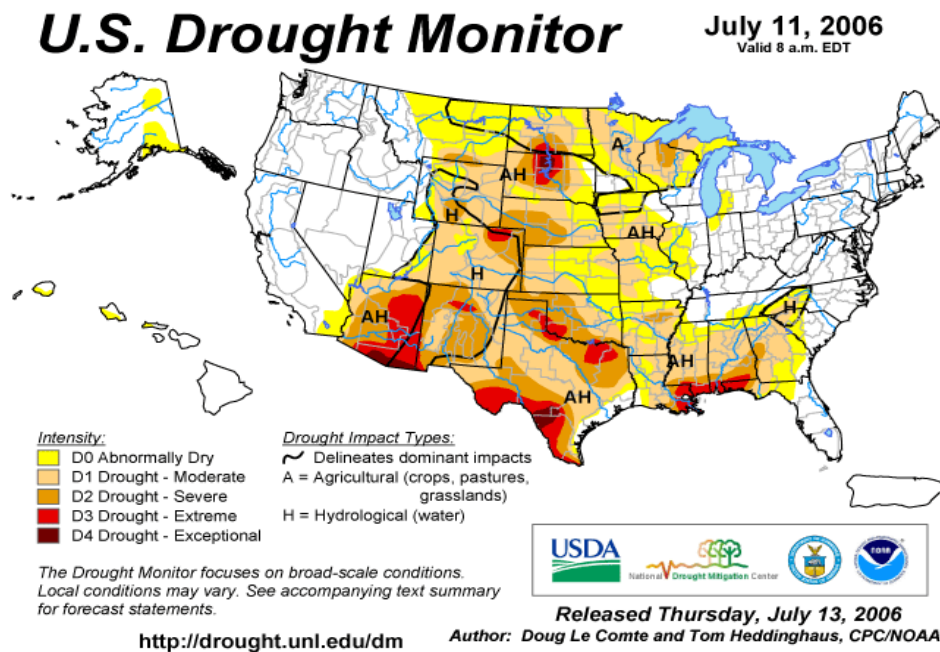 U.S. Drought Monitor
July 11, 2006
Valid 8 a.m. EDT
A
AH
H
AH
H
AH
H
AH
AH
Intensity:
D0 Abnormally Dry
D1 Drought - Moderate
D2 Drought - Severe
D3 Drought - Extreme
D4 Drought - Exceptional
Drought Impact Types:
Delineates dominant impacts
A = Agricultural (crops, pastures,
grasslands)
H = Hydrological (water)
The Drought Monitor focuses on broad-scale conditions.
Local conditions may vary. See accompanying text summary
for forecast statements.
http://drought.unl.edu/dm
USDA
National Drought Mitigation Center
NOAA
Released Thursday, July 13, 2006
Author: Doug Le Comte and Tom Heddinghaus, CPC/NOAA